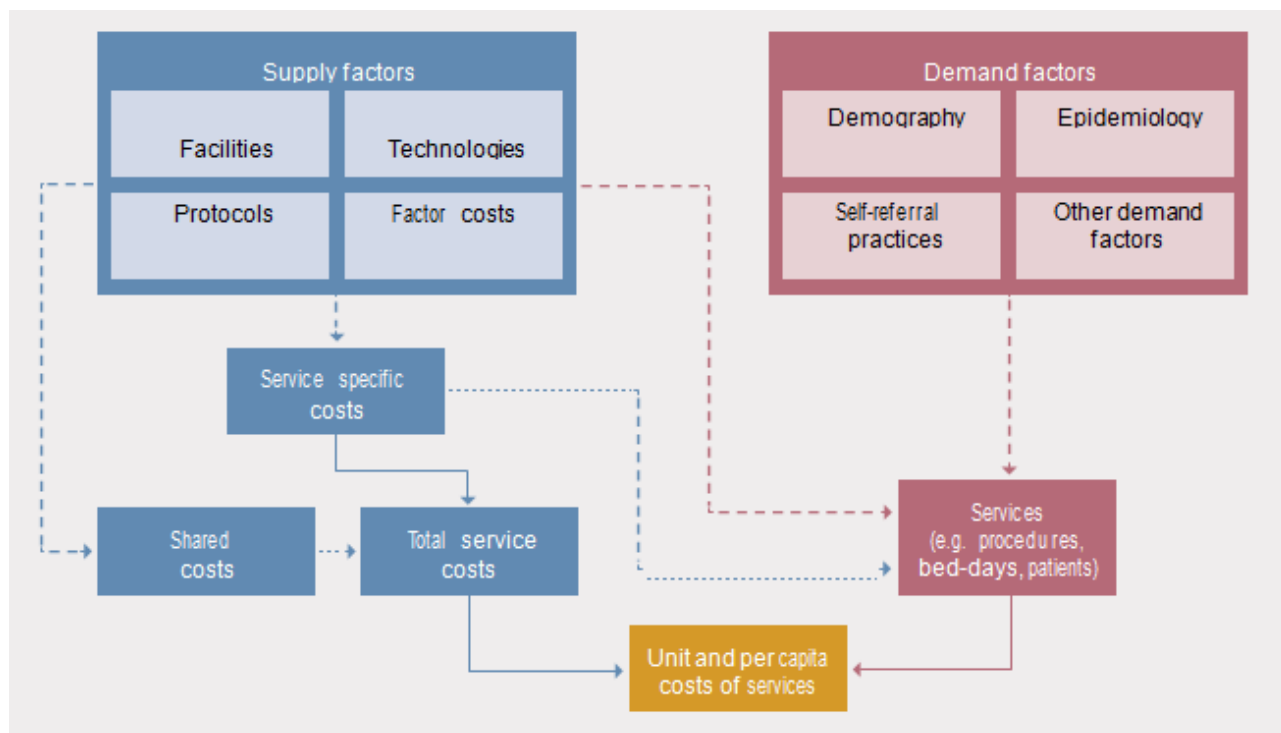 Supply factors
Facilities
Technologies
Protocols
Factor costs
Demand factors
Demography
Epidemiology
Self-referral
practices
Other demand
factors
Service specific
costs
Shared
costs
Total service
costs
Services
(e.g. procedures,
bed-days, patients)
Unit and per capita
costs of services